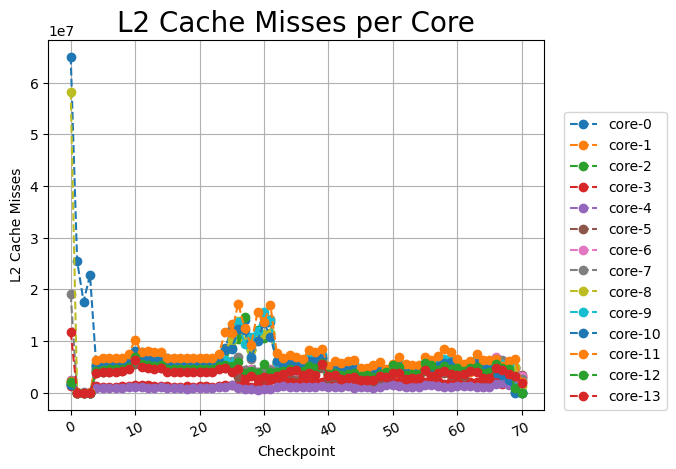 L2 Cache Misses per Core
1e7
6
5
4
3
2
1
0
L2 Cache Misses
0
10
20
30
40
50
60
70
Checkpoint
core-0
core-1
core-2
core-3
core-4
core-5
core-6
core-7
core-8
core-9
core-10
core-11
core-12
core-13